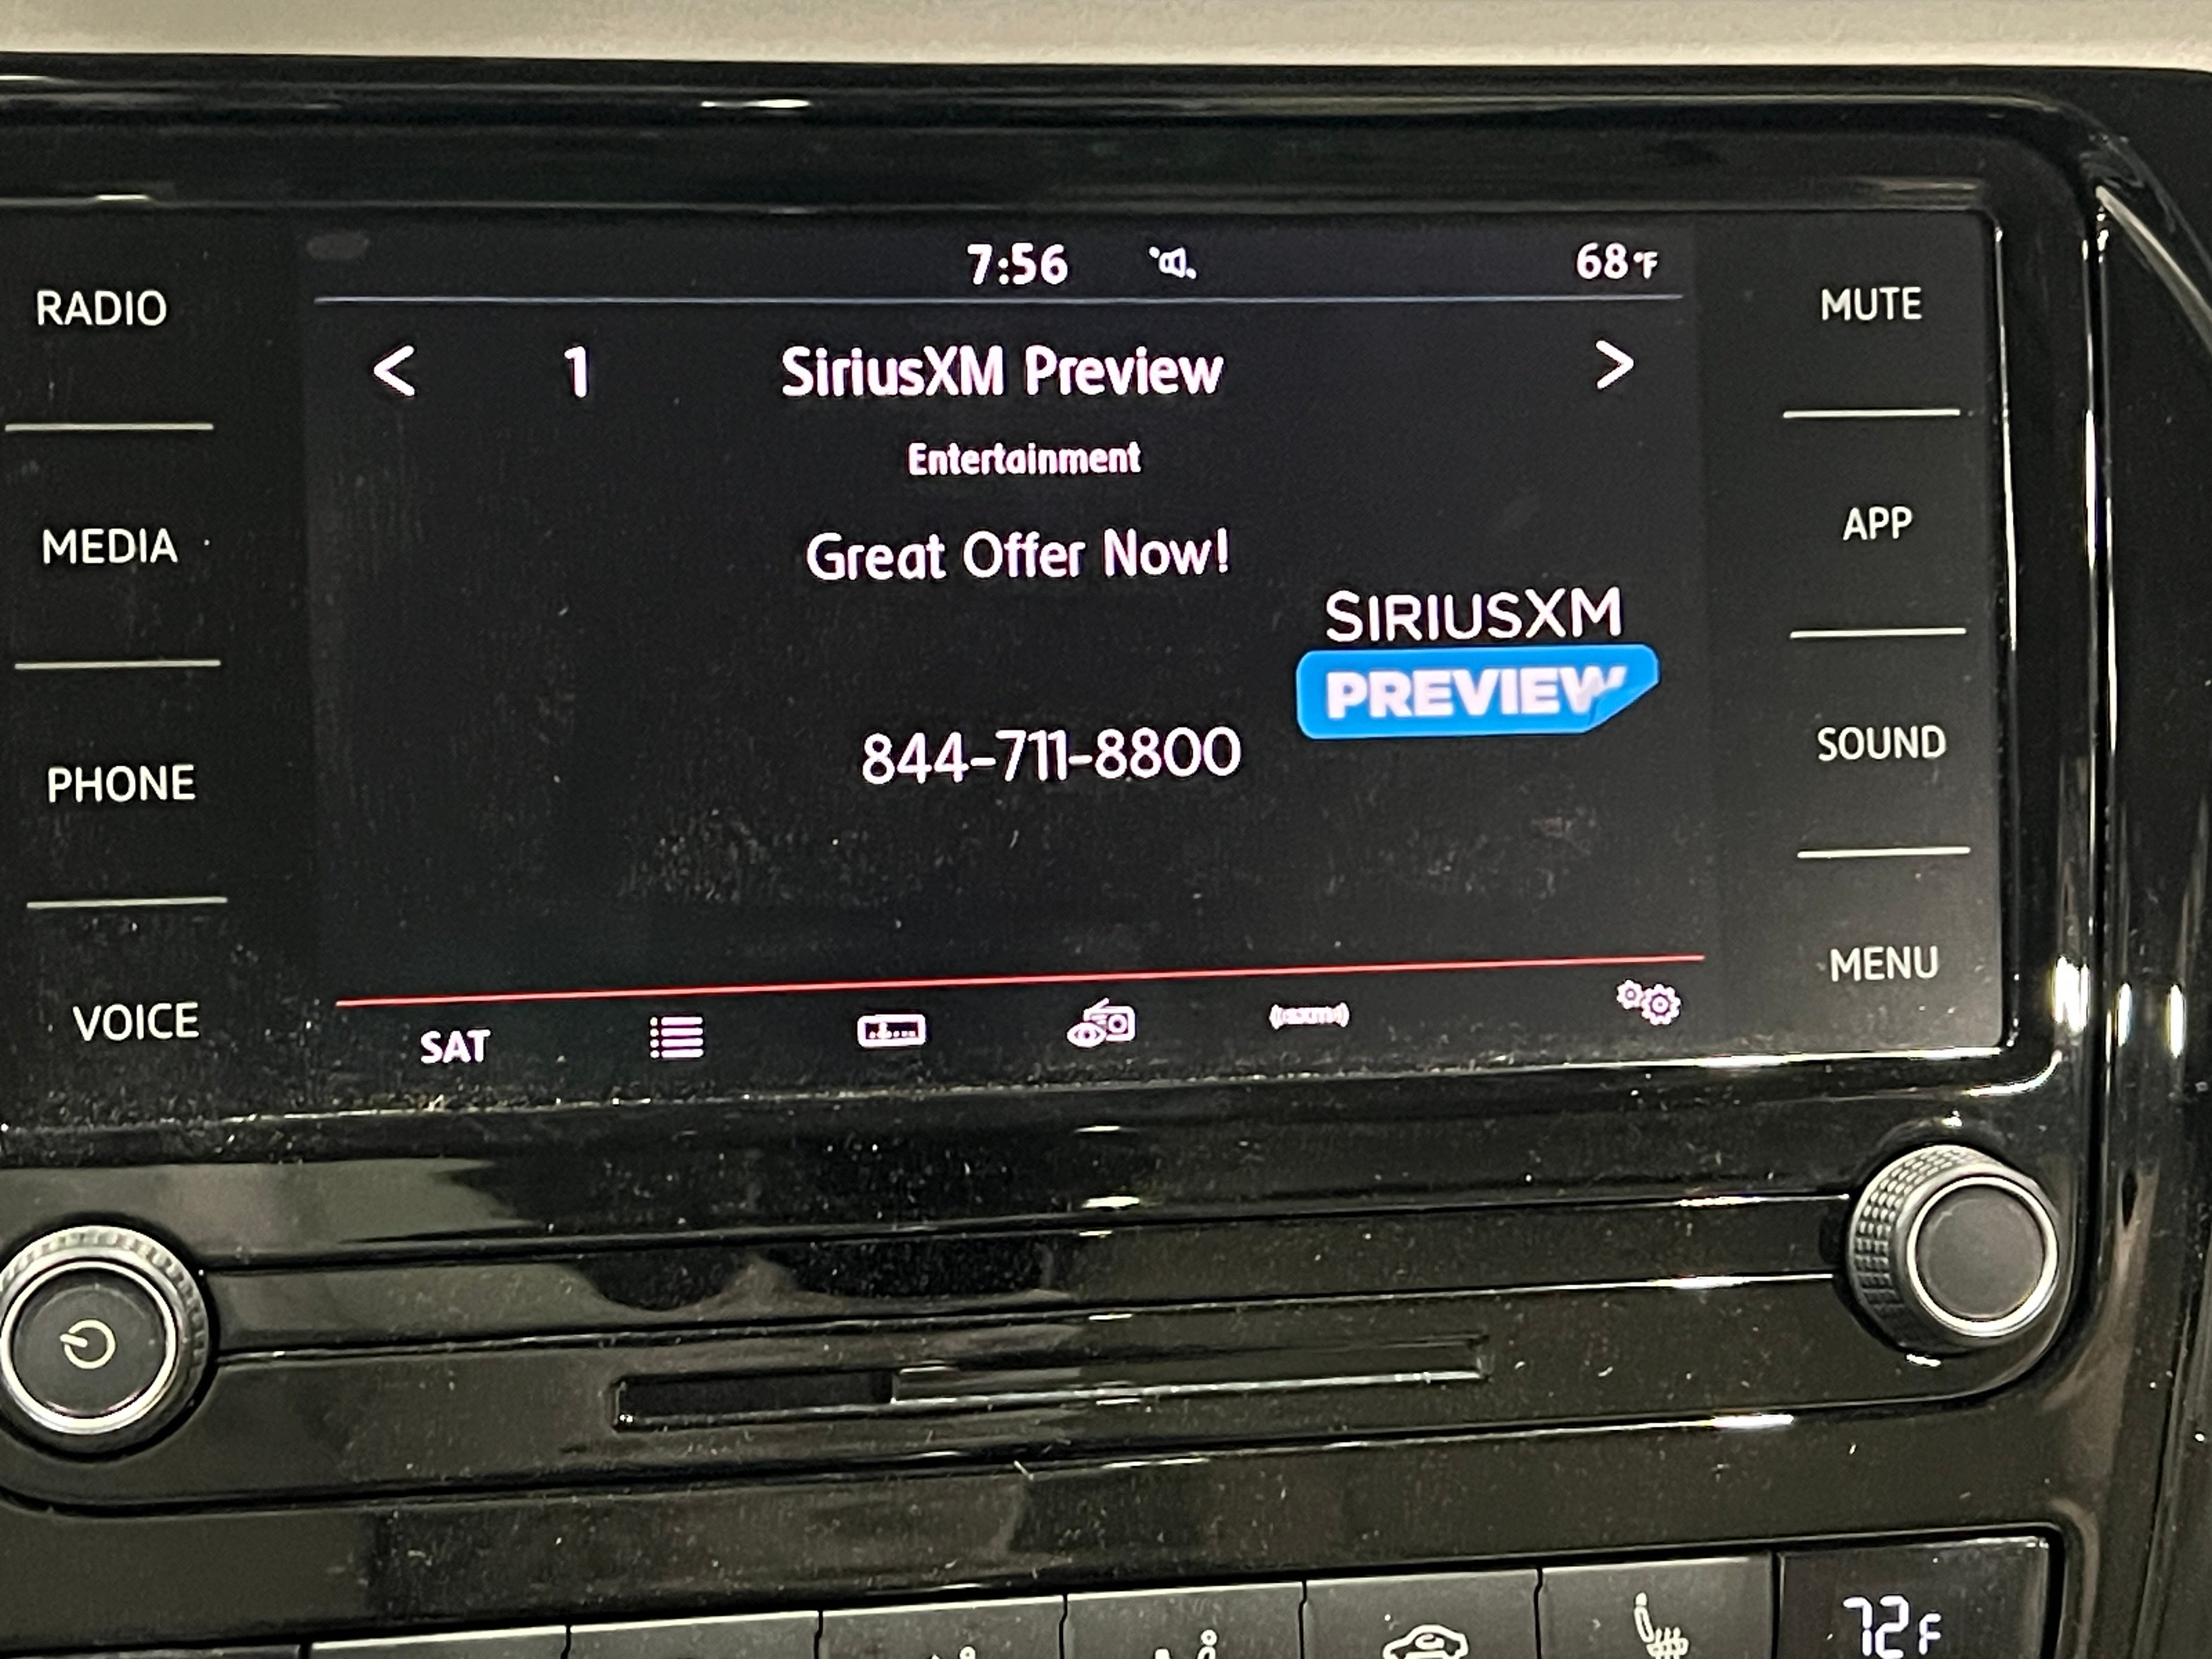 7:56
68°F
RADIO
MUTE
< 1 SiriusXM Preview >
Entertainment
MEDIA
APP
Great Offer Now!
SIRIUSXM
PREVIEW
PHONE
844-711-8800
SOUND
VOICE
MENU
SAT
72F